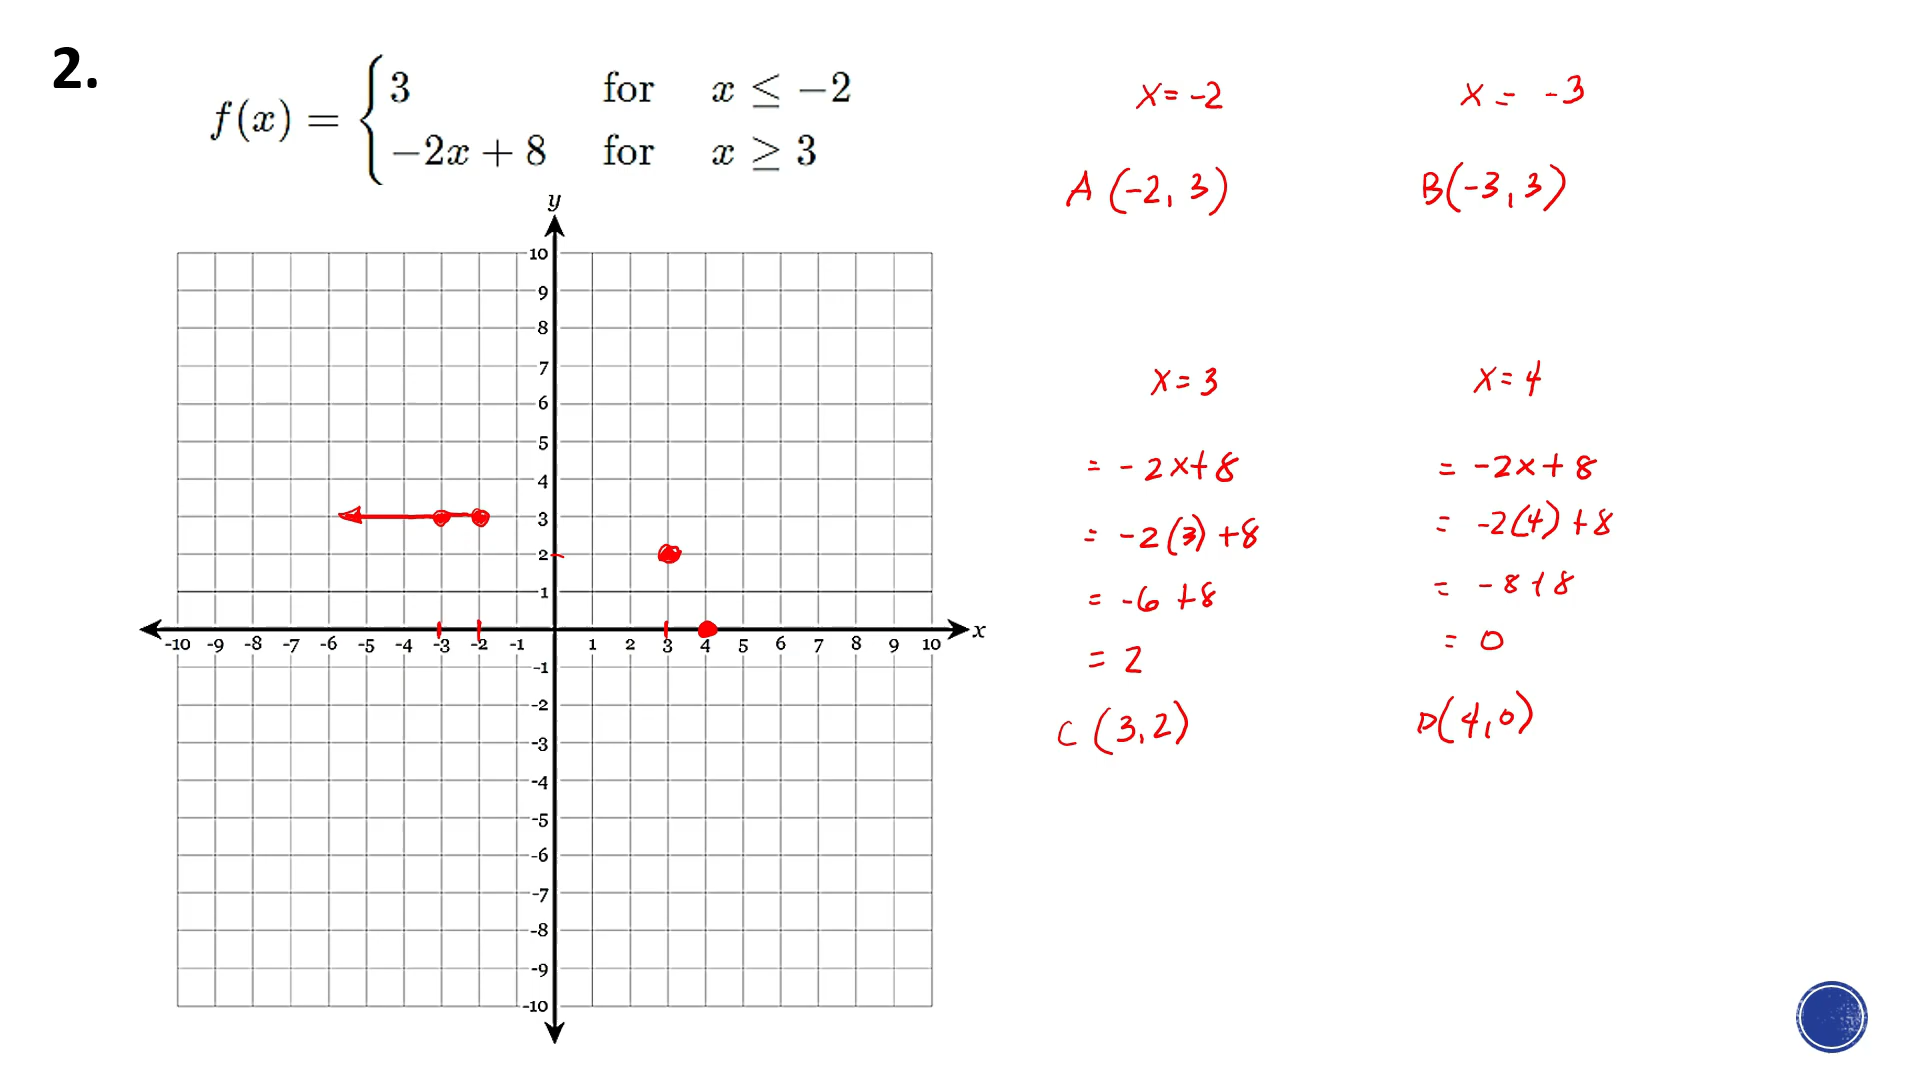 2.
f(x) = { 3 for x ≤ −2
−2x + 8 for x ≥ 3
x = -2
A (-2, 3)
x = -3
B(-3, 3)
x = 3
= -2x+8
= -2(3)+8
= -6+8
= 2
C (3,2)
x = 4
= -2x+8
= -2(4)+8
= -8+8
= 0
D(4,0)
y
10
9
8
7
6
5
4
3
2
1
-10 -9 -8 -7 -6 -5 -4 -3 -2 -1 1 2 3 4 5 6 7 8 9 10 x
-1
-2
-3
-4
-5
-6
-7
-8
-9
-10